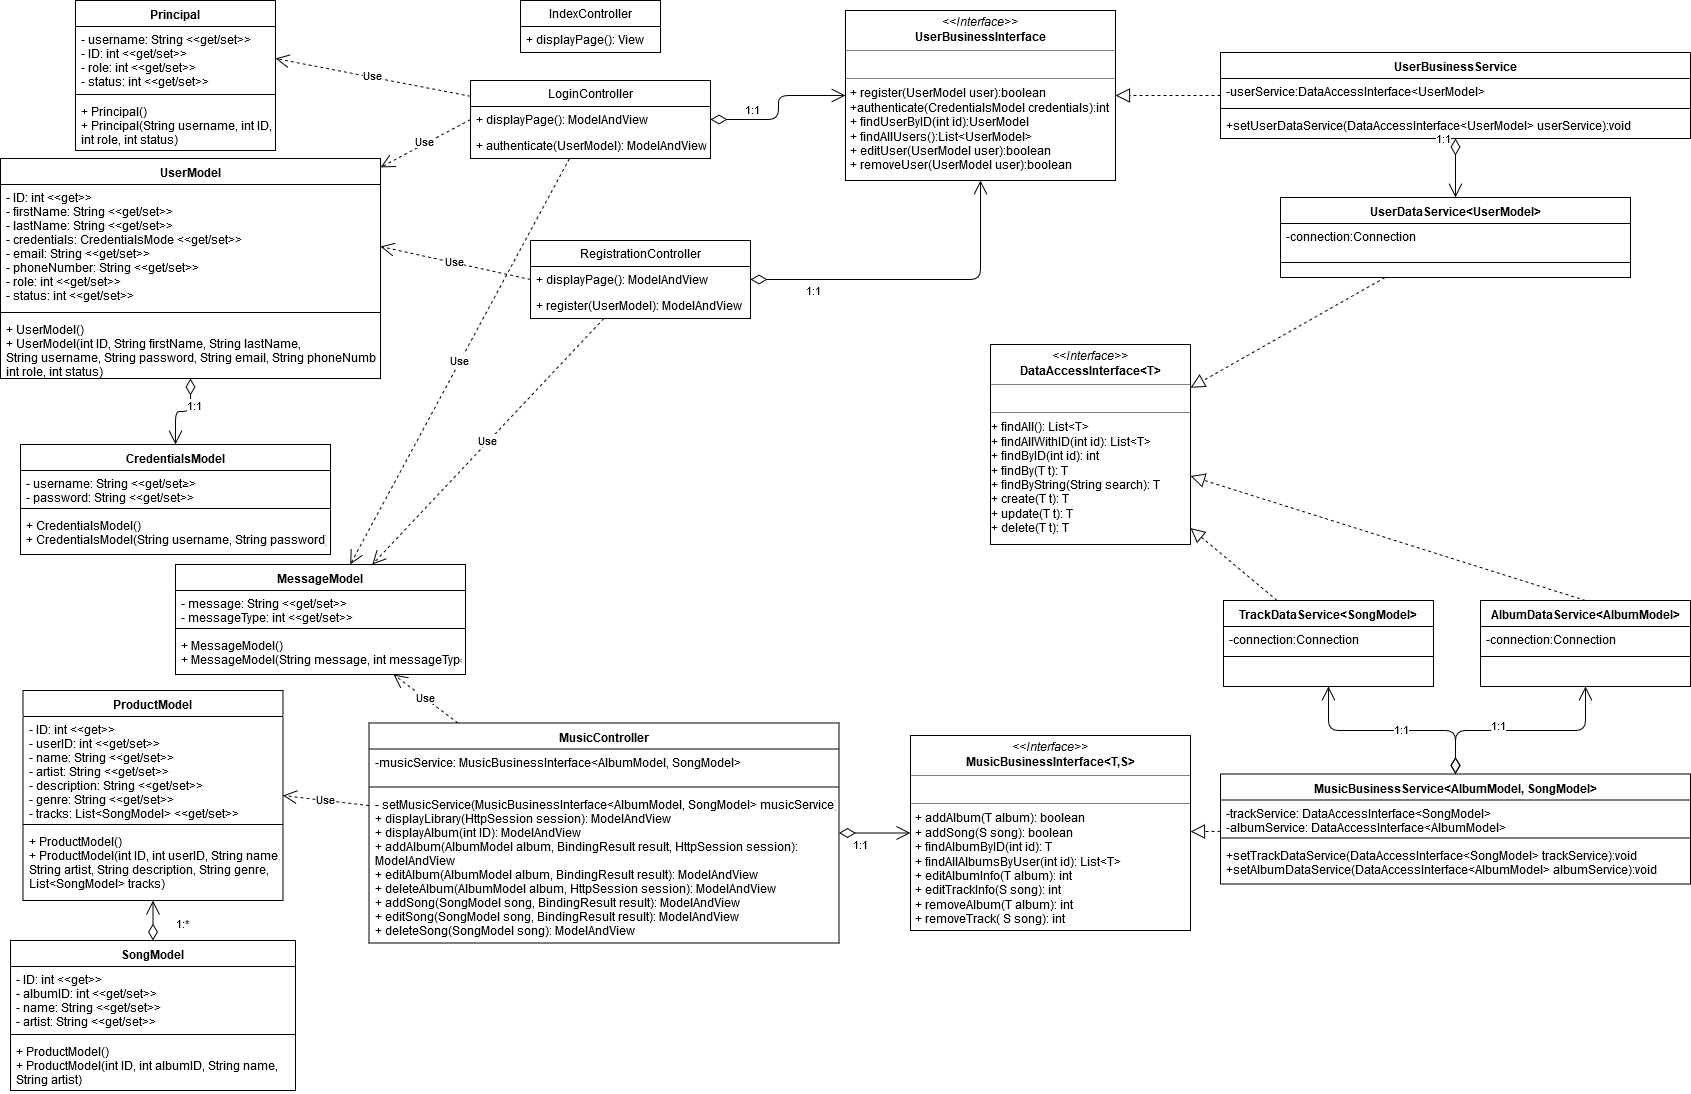 Principal
- username: String <<get/set>>
- ID: int <<get/set>>
- role: int <<get/set>>
- status: int <<get/set>>
+ Principal()
+ Principal(String username, int ID,
int role, int status)
IndexController
+ displayPage(): View
LoginController
+ displayPage(): ModelAndView
+ authenticate(UserModel): ModelAndView
Use
Use
1:1
<<Interface>>
UserBusinessInterface
+ register(UserModel user):boolean
+authenticate(CredentialsModel credentials):int
+ findUserByID(int id):UserModel
+ findAllUsers():List<UserModel>
+ editUser(UserModel user):boolean
+ removeUser(UserModel user):boolean
UserBusinessService
-userService:DataAccessInterface<UserModel>
+setUserDataService(DataAccessInterface<UserModel> userService):void
1:1
UserDataService<UserModel>
-connection:Connection
UserModel
- ID: int <<get>>
- firstName: String <<get/set>>
- lastName: String <<get/set>>
- credentials: CredentialsMode <<get/set>>
- email: String <<get/set>>
- phoneNumber: String <<get/set>>
- role: int <<get/set>>
- status: int <<get/set>>
+ UserModel()
+ UserModel(int ID, String firstName, String lastName,
String username, String password, String email, String phoneNumb
int role, int status)
Use
RegistrationController
+ displayPage(): ModelAndView
+ register(UserModel): ModelAndView
1:1
Use
Use
1:1
<<Interface>>
DataAccessInterface<T>
+ findAll(): List<T>
+ findAllWithID(int id): List<T>
+ findByID(int id): int
+ findBy(T t): T
+ findByString(String search): T
+ create(T t): T
+ update(T t): T
+ delete(T t): T
CredentialsModel
- username: String <<get/set>>
- password: String <<get/set>>
+ CredentialsModel()
+ CredentialsModel(String username, String password
MessageModel
- message: String <<get/set>>
- messageType: int <<get/set>>
+ MessageModel()
+ MessageModel(String message, int messageTyp
Use
TrackDataService<SongModel>
-connection:Connection
AlbumDataService<AlbumModel>
-connection:Connection
1:1
1:1
ProductModel
- ID: int <<get>>
- userID: int <<get/set>>
- name: String <<get/set>>
- artist: String <<get/set>>
- description: String <<get/set>>
- genre: String <<get/set>>
- tracks: List<SongModel> <<get/set>>
+ ProductModel()
+ ProductModel(int ID, int userID, String name,
String artist, String description, String genre,
List<SongModel> tracks)
Use
MusicController
-musicService: MusicBusinessInterface<AlbumModel, SongModel>
- setMusicService(MusicBusinessInterface<AlbumModel, SongModel> musicService
+ displayLibrary(HttpSession session): ModelAndView
+ displayAlbum(int ID): ModelAndView
+ addAlbum(AlbumModel album, BindingResult result, HttpSession session):
ModelAndView
+ editAlbum(AlbumModel album, BindingResult result): ModelAndView
+ deleteAlbum(AlbumModel album, HttpSession session): ModelAndView
+ addSong(SongModel song, BindingResult result): ModelAndView
+ editSong(SongModel song, BindingResult result): ModelAndView
+ deleteSong(SongModel song): ModelAndView
1:1
<<Interface>>
MusicBusinessInterface<T,S>
+ addAlbum(T album): boolean
+ addSong(S song): boolean
+ findAlbumByID(int id): T
+ findAllAlbumsByUser(int id): List<T>
+ editAlbumInfo(T album): int
+ editTrackInfo(S song): int
+ removeAlbum(T album): int
+ removeTrack( S song): int
MusicBusinessService<AlbumModel, SongModel>
-trackService: DataAccessInterface<SongModel>
-albumService: DataAccessInterface<AlbumModel>
+setTrackDataService(DataAccessInterface<SongModel> trackService):void
+setAlbumDataService(DataAccessInterface<AlbumModel> albumService):void
1:*
SongModel
- ID: int <<get>>
- albumID: int <<get/set>>
- name: String <<get/set>>
- artist: String <<get/set>>
+ ProductModel()
+ ProductModel(int ID, int albumID, String name,
String artist)